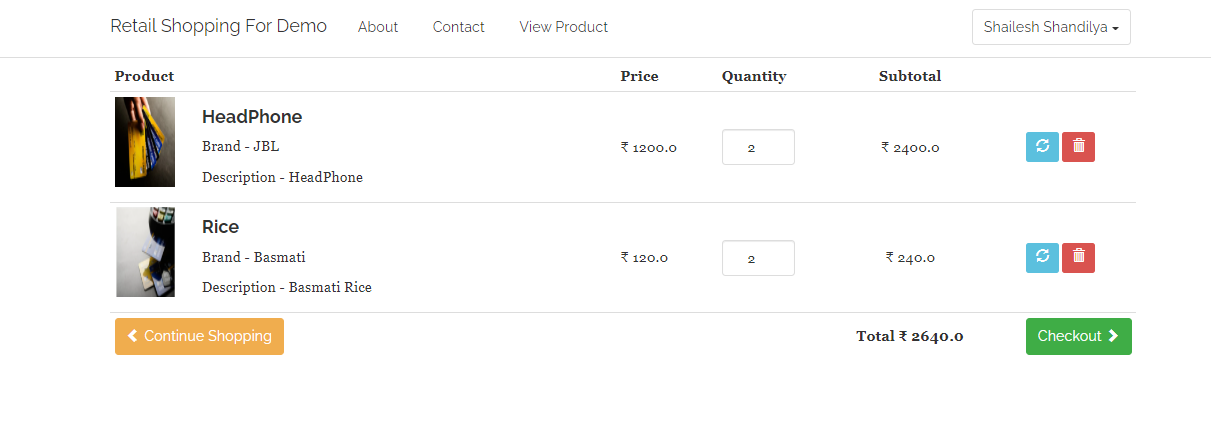 Retail Shopping For Demo About Contact View Product Shailesh Shandilya
Product Price Quantity Subtotal
HeadPhone
Brand - JBL
₹ 1200.0 2 ₹ 2400.0
Description - HeadPhone
Rice
Brand - Basmati
₹ 120.0 2 ₹ 240.0
Description - Basmati Rice
Continue Shopping Total ₹ 2640.0 Checkout